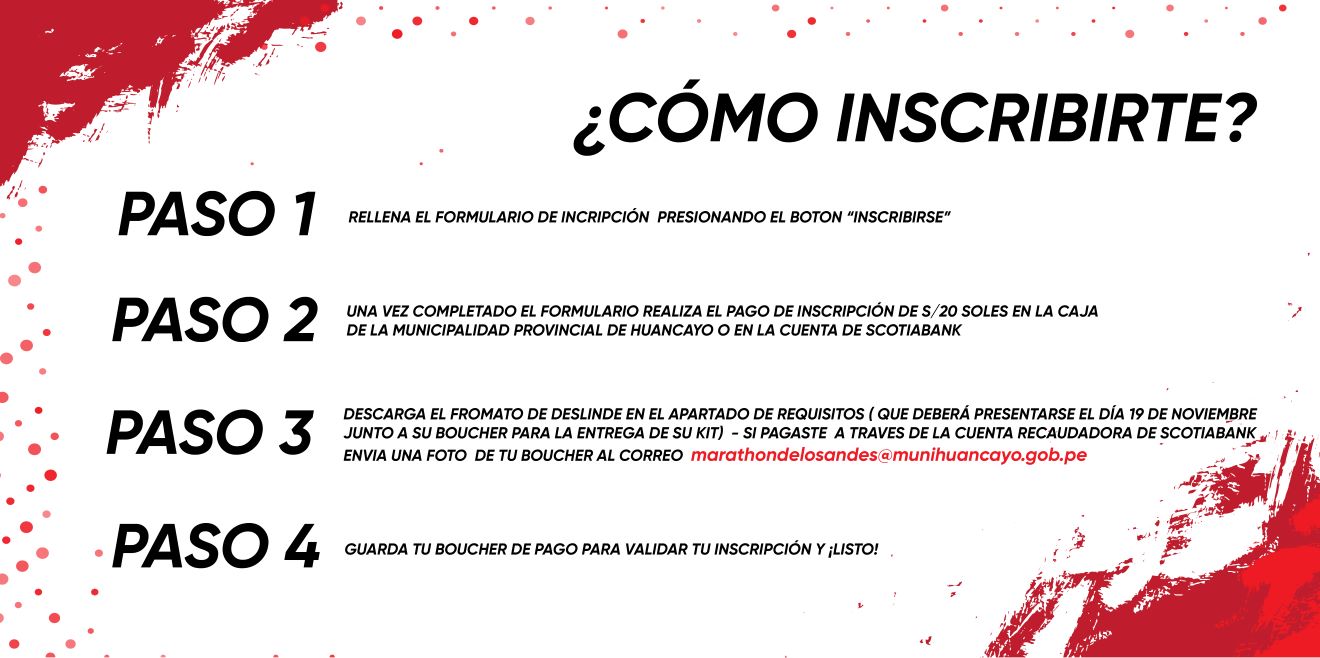 ¿CÓMO INSCRIBIRTE?
PASO 1
RELLENA EL FORMULARIO DE INCRIPCIÓN PRESIONANDO EL BOTON “INSCRIBIRSE”
PASO 2
UNA VEZ COMPLETADO EL FORMULARIO REALIZA EL PAGO DE INSCRIPCIÓN DE S/20 SOLES EN LA CAJA
DE LA MUNICIPALIDAD PROVINCIAL DE HUANCAYO O EN LA CUENTA DE SCOTIABANK
PASO 3
DESCARGA EL FROMATO DE DESLINDE EN EL APARTADO DE REQUISITOS ( QUE DEBERÁ PRESENTARSE EL DÍA 19 DE NOVIEMBRE
JUNTO A SU BOUCHER PARA LA ENTREGA DE SU KIT) - SI PAGASTE A TRAVES DE LA CUENTA RECAUDADORA DE SCOTIABANK
ENVIA UNA FOTO DE TU BOUCHER AL CORREO marathondelosandes@munihuancayo.gob.pe
PASO 4
GUARDA TU BOUCHER DE PAGO PARA VALIDAR TU INSCRIPCIÓN Y ¡LISTO!